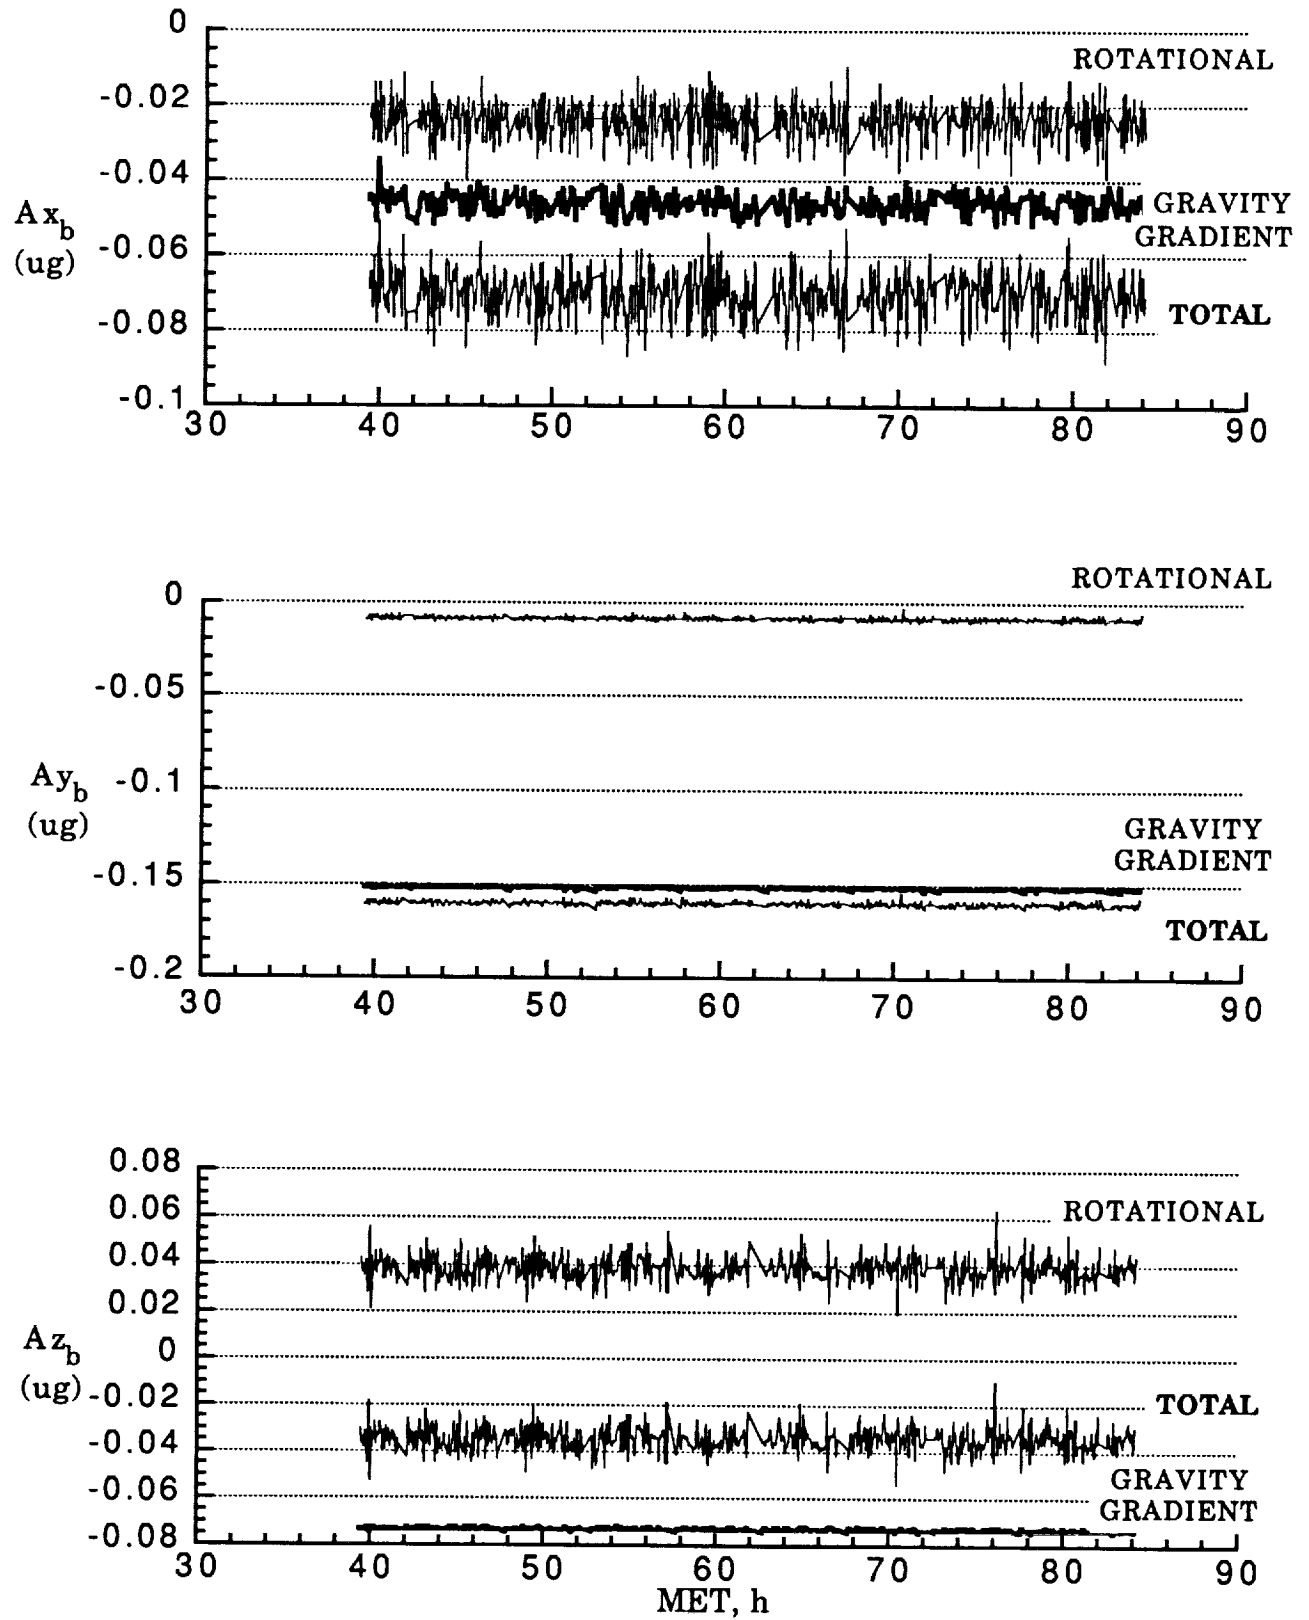 0
ROTATIONAL
-0.02
-0.04
Ax_b
(ug)
GRAVITY
GRADIENT
-0.06
TOTAL
-0.08
-0.1
30 40 50 60 70 80 90
ROTATIONAL
0
-0.05
Ay_b
(ug)
-0.1
GRAVITY
GRADIENT
-0.15
TOTAL
-0.2
30 40 50 60 70 80 90
0.08
0.06
ROTATIONAL
0.04
0.02
Az_b
(ug)
0
-0.02
TOTAL
-0.04
GRAVITY
GRADIENT
-0.06
-0.08
30 40 50 60 70 80 90
MET, h